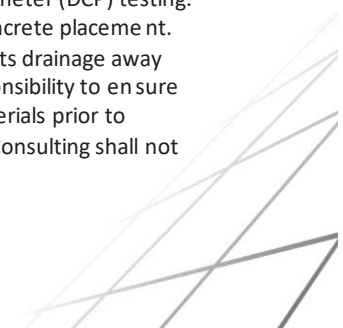 meter (DCP) testing.
ncrete placeme nt.
ts drainage away
onsibility to en sure
erials prior to
Consulting shall not